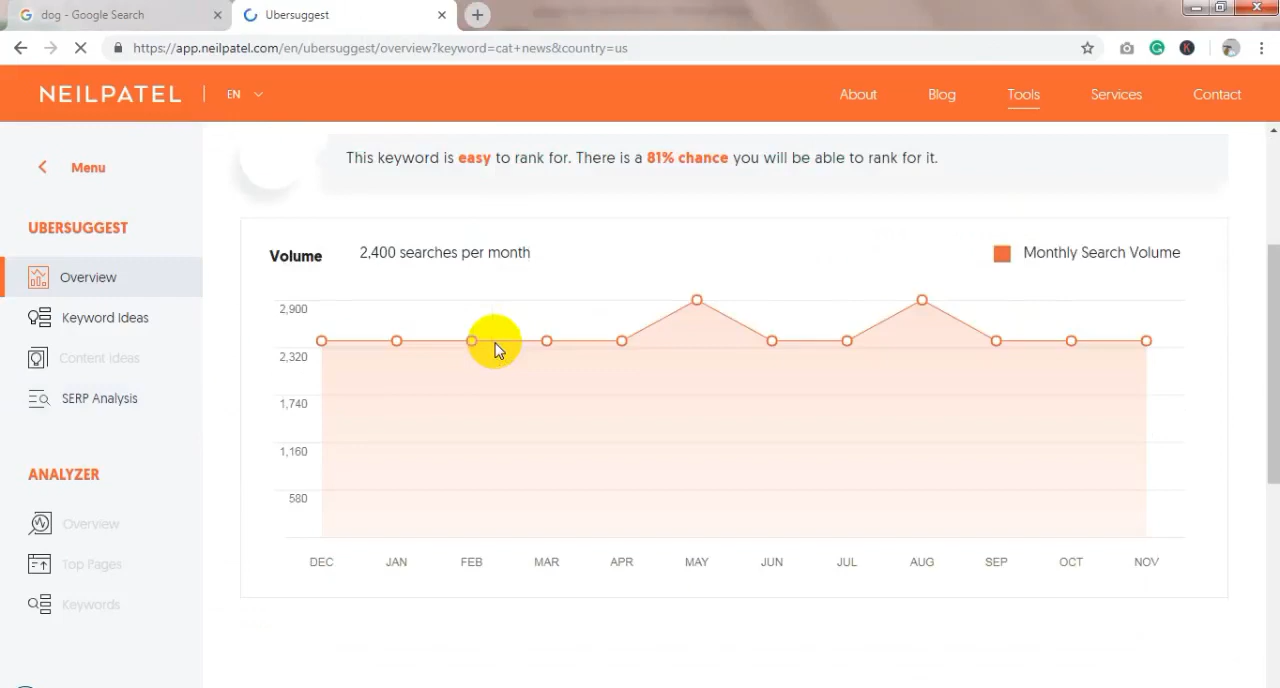 dog - Google Search
Ubersuggest
https://app.neilpatel.com/en/ubersuggest/overview?keyword=cat+news&country=us
NEILPATEL
EN
About
Blog
Tools
Services
Contact
Menu
UBERSUGGEST
Overview
Keyword Ideas
Content Ideas
SERP Analysis
ANALYZER
Overview
Top Pages
Keywords
This keyword is easy to rank for. There is a 81% chance you will be able to rank for it.
Volume
2,400 searches per month
Monthly Search Volume
2,900
2,320
1,740
1,160
580
DEC JAN FEB MAR APR MAY JUN JUL AUG SEP OCT NOV